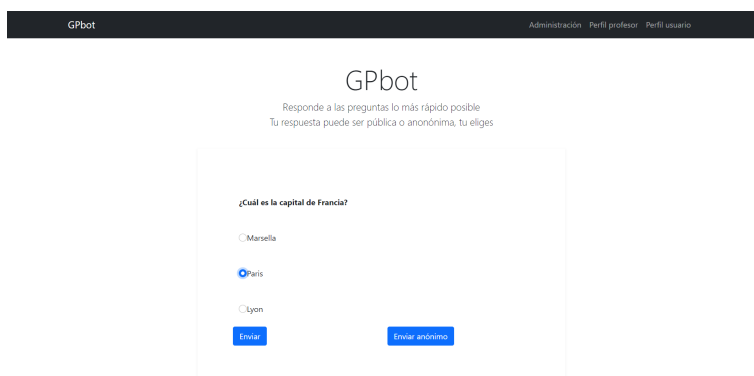 GPbot Administración Perfil profesor Perfil usuario
GPbot
Responde a las preguntas lo más rápido posible
Tu respuesta puede ser pública o anonónima, tu eliges
¿Cuál es la capital de Francia?
Marsella
Paris
Lyon
Enviar Enviar anónimo